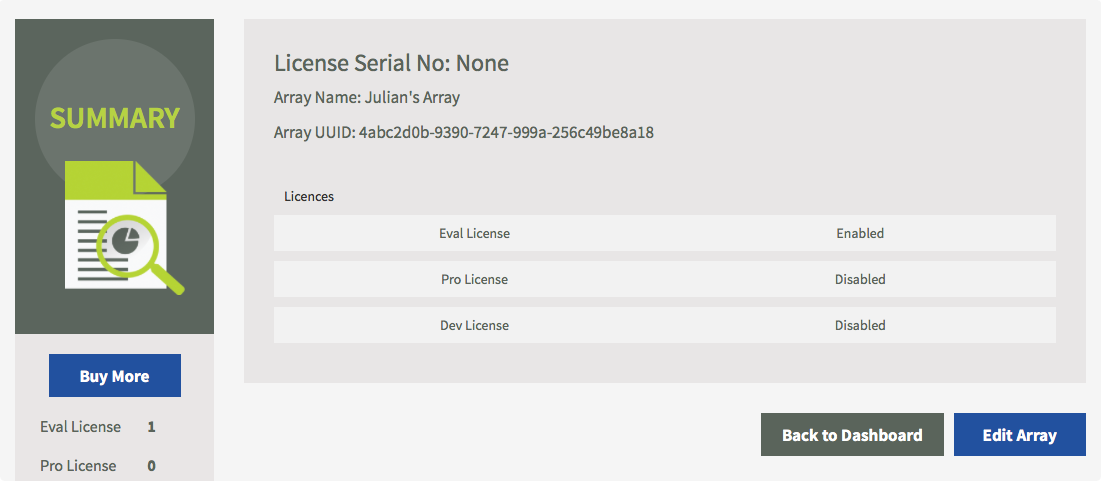 SUMMARY
Buy More
Eval License 1
Pro License 0
License Serial No: None
Array Name: Julian's Array
Array UUID: 4abc2d0b-9390-7247-999a-256c49be8a18
Licences
Eval License Enabled
Pro License Disabled
Dev License Disabled
Back to Dashboard Edit Array